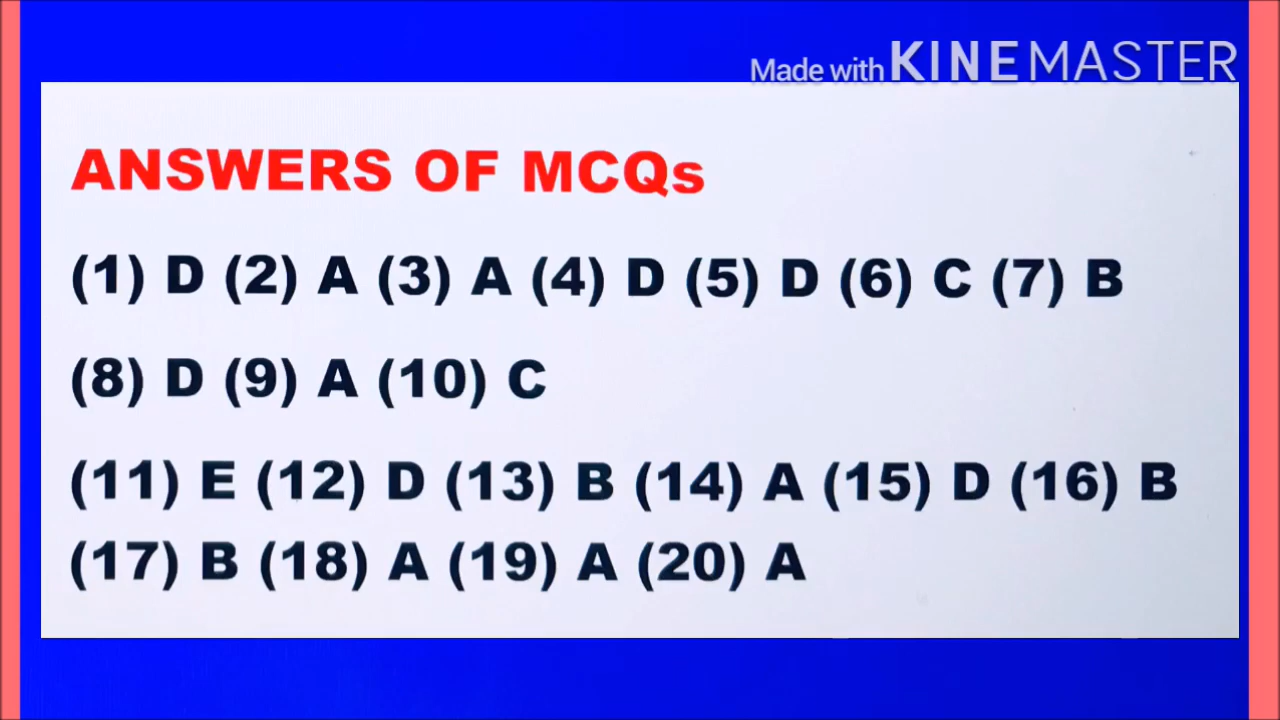 Made with KINEMASTER
ANSWERS OF MCQs
(1) D (2) A (3) A (4) D (5) D (6) C (7) B
(8) D (9) A (10) C
(11) E (12) D (13) B (14) A (15) D (16) B
(17) B (18) A (19) A (20) A